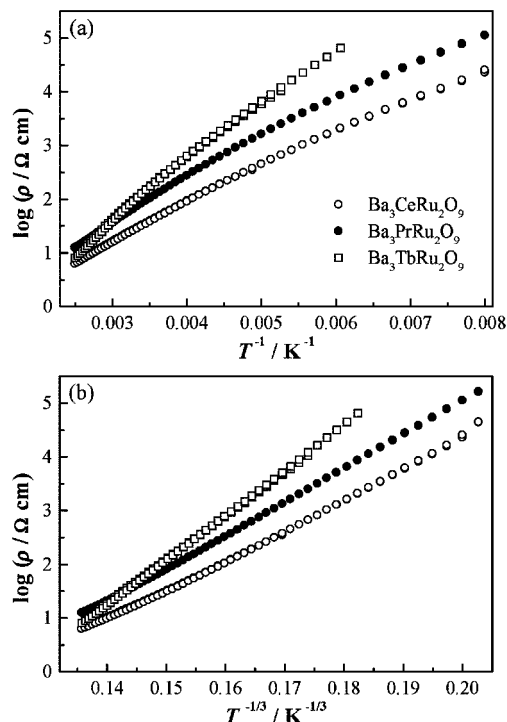 (a)
5
4
3
2
1
0
log (ρ / Ω cm)
Ba3CeRu2O9
Ba3PrRu2O9
Ba3TbRu2O9
0.003 0.004 0.005 0.006 0.007 0.008
T⁻¹ / K⁻¹
(b)
5
4
3
2
1
0
log (ρ / Ω cm)
0.14 0.15 0.16 0.17 0.18 0.19 0.20
T⁻¹/³ / K⁻¹/³